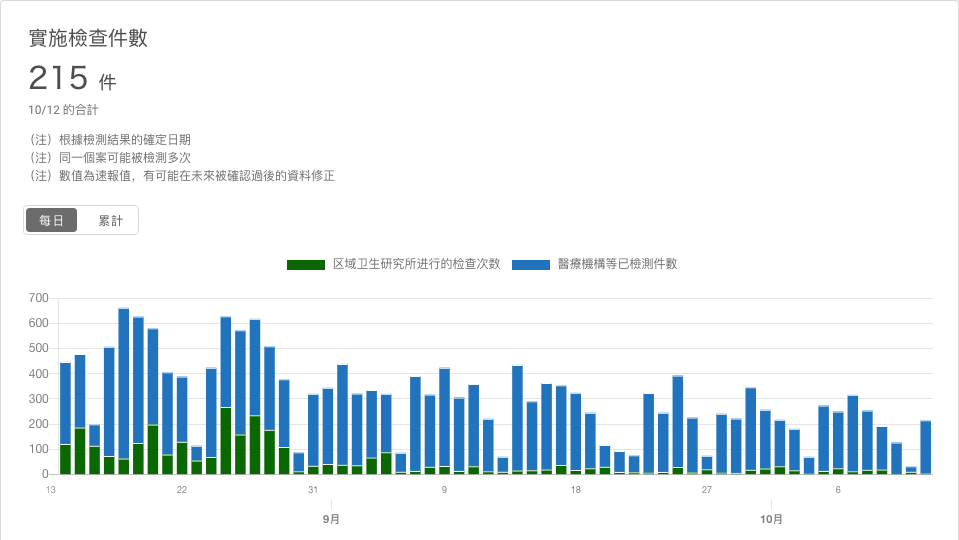 實施檢查件數
215 件
10/12 的合計
（注）根據檢測結果的確定日期
（注）同一個案可能被檢測多次
（注）數值為速報值，有可能在未來被確認過後的資料修正
每日 累計
区域卫生研究所进行的检查次数 醫療機構等已檢測件數
700
600
500
400
300
200
100
0
13 22 31 9 18 27 6
9月 10月